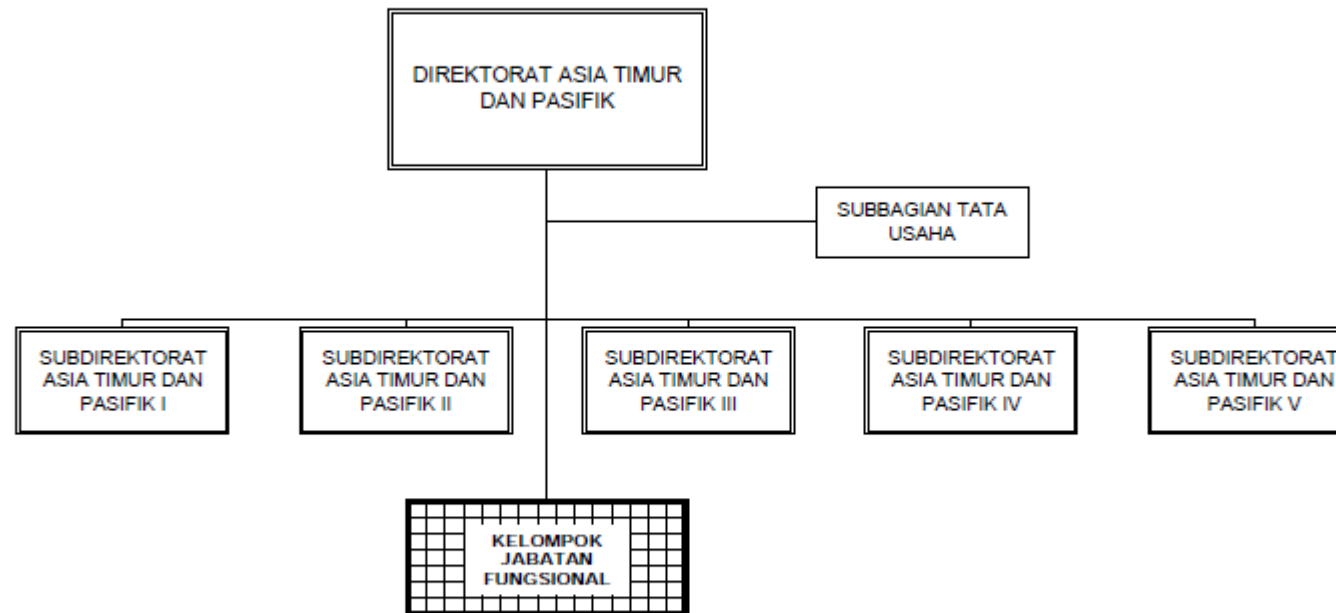 DIREKTORAT ASIA TIMUR
DAN PASIFIK
SUBBAGIAN TATA
USAHA
SUBDIREKTORAT
ASIA TIMUR DAN
PASIFIK I
SUBDIREKTORAT
ASIA TIMUR DAN
PASIFIK II
SUBDIREKTORAT
ASIA TIMUR DAN
PASIFIK III
SUBDIREKTORAT
ASIA TIMUR DAN
PASIFIK IV
SUBDIREKTORAT
ASIA TIMUR DAN
PASIFIK V
KELOMPOK
JABATAN
FUNGSIONAL